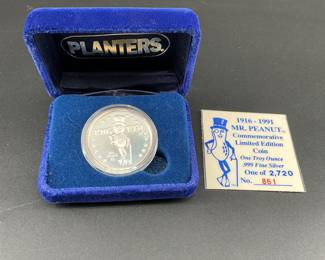 PLANTERS
1916 - 1991
MR. PEANUT
Commemorative
Limited Edition
Coin
One Troy Ounce
.999 Fine Silver
One of 2,720
No. 861